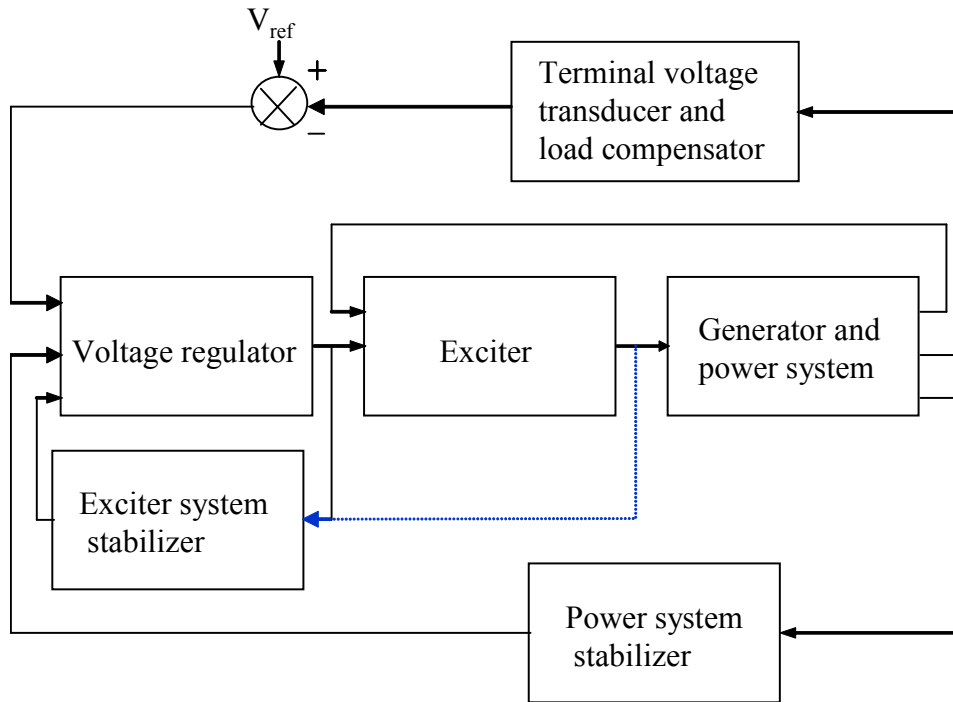 V_ref
+
−
Terminal voltage
transducer and
load compensator
Voltage regulator
Exciter
Generator and
power system
Exciter system
stabilizer
Power system
stabilizer